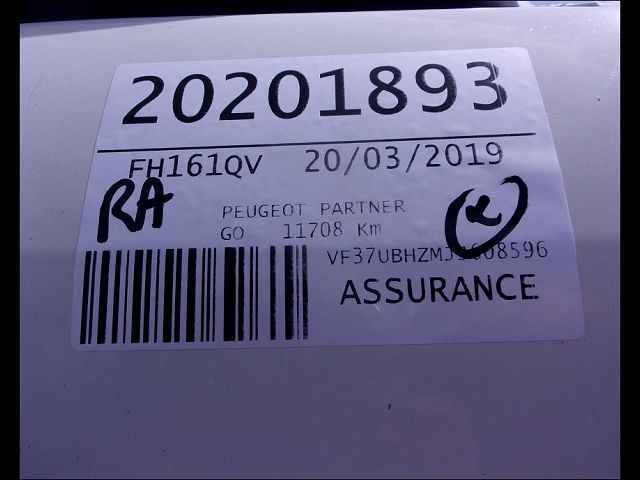 20201893
FH161QV 20/03/2019
RA
PEUGEOT PARTNER
GO 11708 Km
ASSURANCE